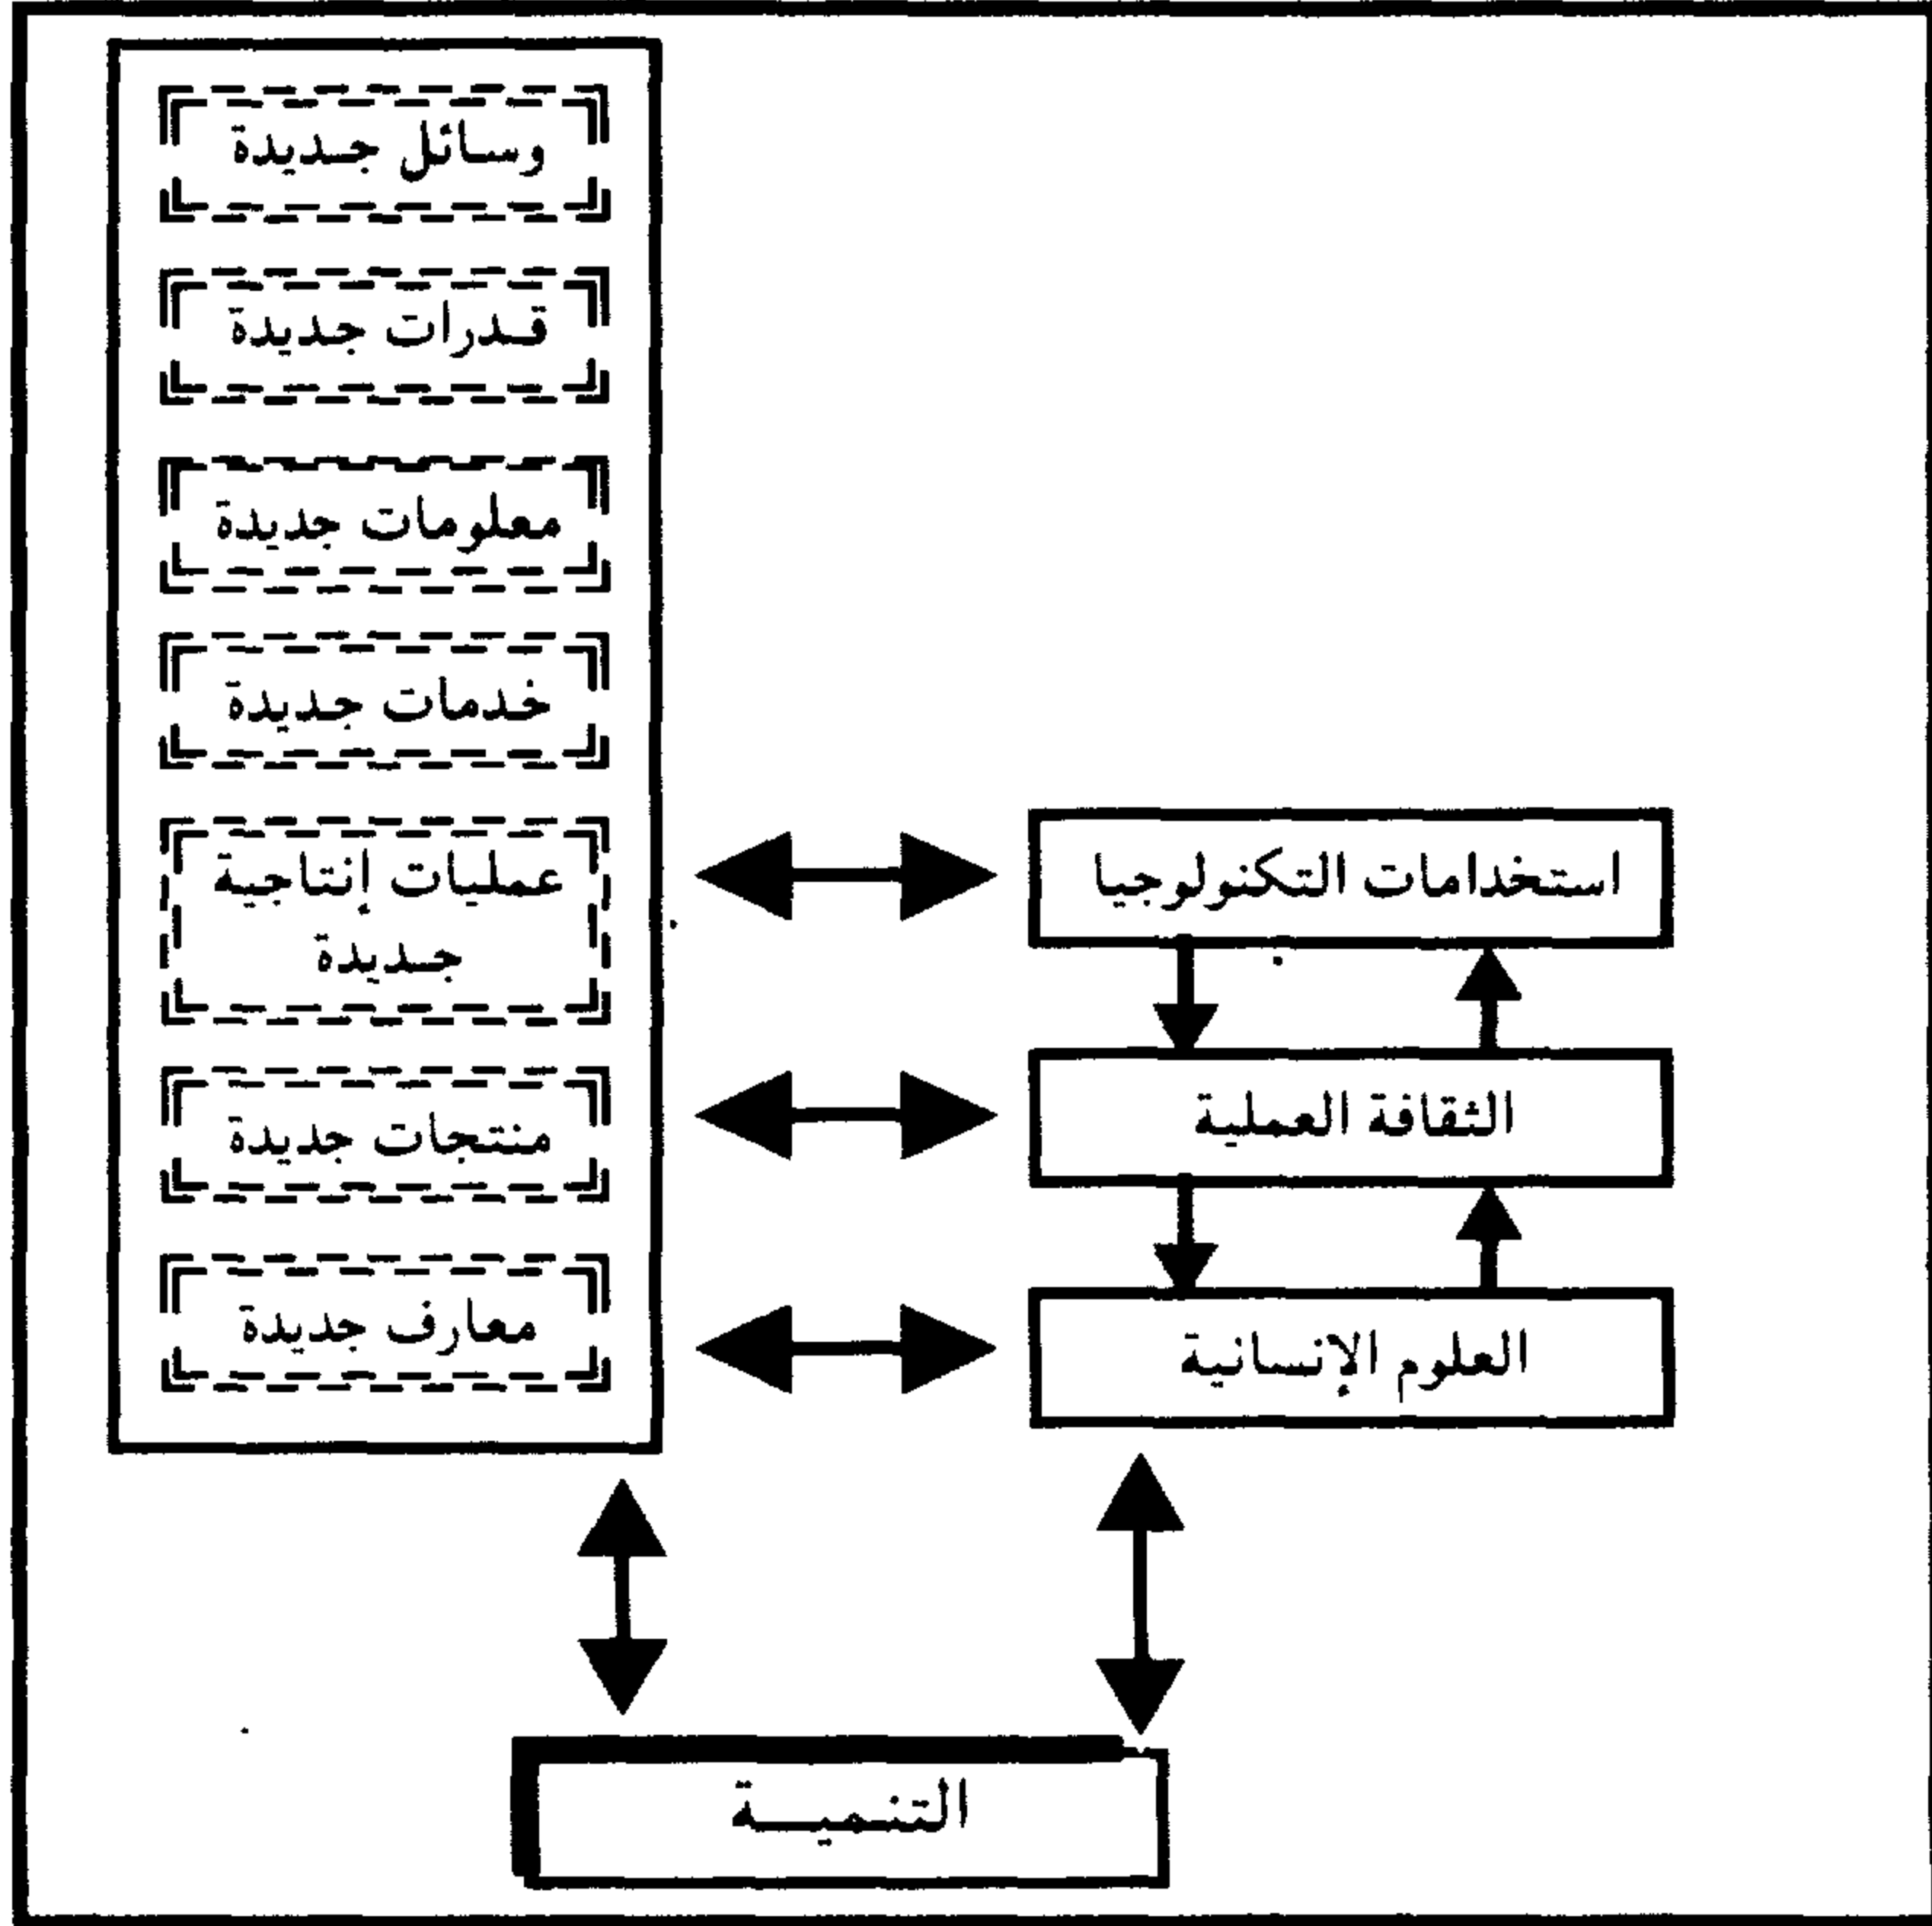 وسائل جديدة
قدرات جديدة
معلومات جديدة
خدمات جديدة
عمليات إنتاجية
جديدة
منتجات جديدة
معارف جديدة
استخدامات التكنولوجيا
الثقافة العملية
العلوم الإنسانية
التنميـــة